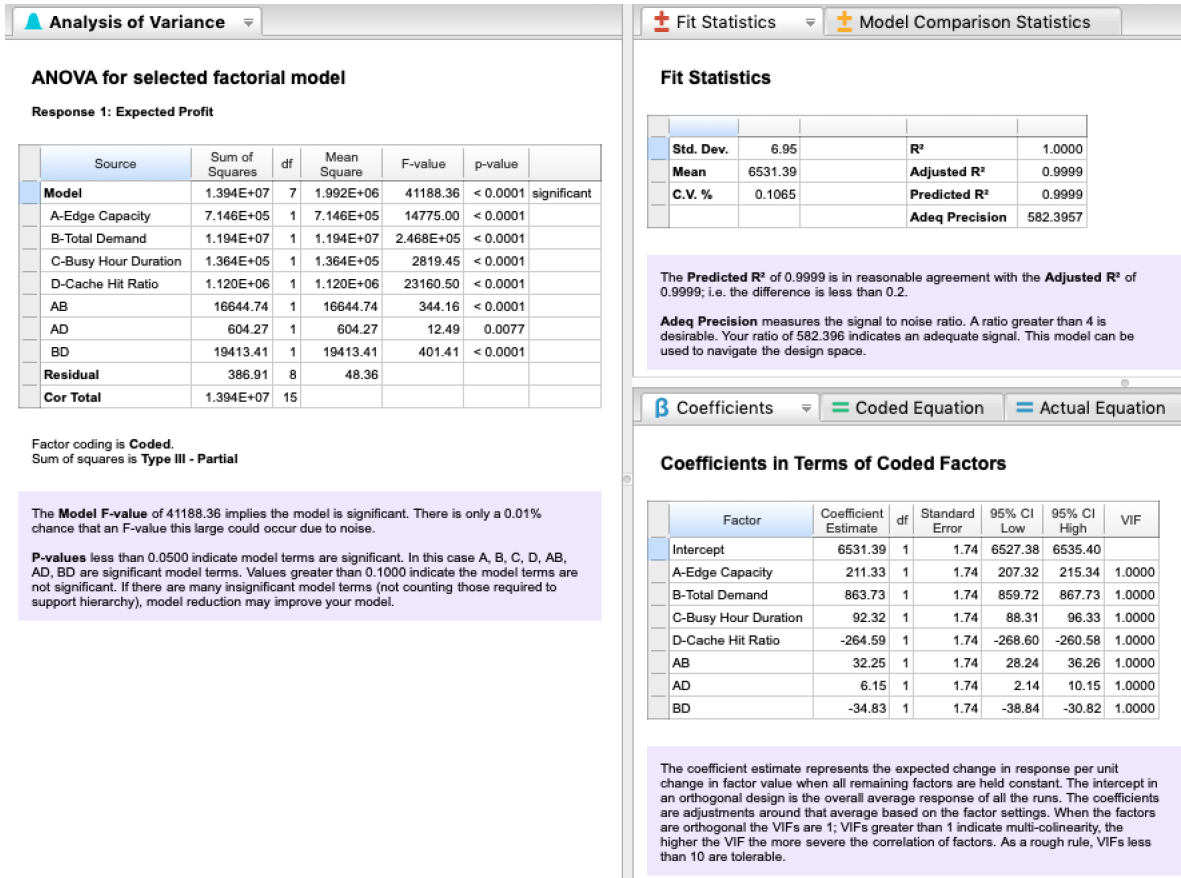 Analysis of Variance
ANOVA for selected factorial model
Response 1: Expected Profit
Source Sum of Squares df Mean Square F-value p-value
Model 1.394E+07 7 1.992E+06 41188.36 < 0.0001 significant
A-Edge Capacity 7.146E+05 1 7.146E+05 14775.00 < 0.0001
B-Total Demand 1.194E+07 1 1.194E+07 2.468E+05 < 0.0001
C-Busy Hour Duration 1.364E+05 1 1.364E+05 2819.45 < 0.0001
D-Cache Hit Ratio 1.120E+06 1 1.120E+06 23160.50 < 0.0001
AB 16644.74 1 16644.74 344.16 < 0.0001
AD 604.27 1 604.27 12.49 0.0077
BD 19413.41 1 19413.41 401.41 < 0.0001
Residual 386.91 8 48.36
Cor Total 1.394E+07 15
Factor coding is Coded.
Sum of squares is Type III - Partial
The Model F-value of 41188.36 implies the model is significant. There is only a 0.01%
chance that an F-value this large could occur due to noise.
P-values less than 0.0500 indicate model terms are significant. In this case A, B, C, D, AB,
AD, BD are significant model terms. Values greater than 0.1000 indicate the model terms are
not significant. If there are many insignificant model terms (not counting those required to
support hierarchy), model reduction may improve your model.
Fit Statistics
Model Comparison Statistics
Fit Statistics
Std. Dev. 6.95 R² 1.0000
Mean 6531.39 Adjusted R² 0.9999
C.V. % 0.1065 Predicted R² 0.9999
Adeq Precision 582.3957
The Predicted R² of 0.9999 is in reasonable agreement with the Adjusted R² of
0.9999; i.e. the difference is less than 0.2.
Adeq Precision measures the signal to noise ratio. A ratio greater than 4 is
desirable. Your ratio of 582.396 indicates an adequate signal. This model can be
used to navigate the design space.
β Coefficients
Coded Equation
Actual Equation
Coefficients in Terms of Coded Factors
Factor Coefficient Estimate df Standard Error 95% CI Low 95% CI High VIF
Intercept 6531.39 1 1.74 6527.38 6535.40
A-Edge Capacity 211.33 1 1.74 207.32 215.34 1.0000
B-Total Demand 863.73 1 1.74 859.72 867.73 1.0000
C-Busy Hour Duration 92.32 1 1.74 88.31 96.33 1.0000
D-Cache Hit Ratio -264.59 1 1.74 -268.60 -260.58 1.0000
AB 32.25 1 1.74 28.24 36.26 1.0000
AD 6.15 1 1.74 2.14 10.15 1.0000
BD -34.83 1 1.74 -38.84 -30.82 1.0000
The coefficient estimate represents the expected change in response per unit
change in factor value when all remaining factors are held constant. The intercept in
an orthogonal design is the overall average response of all the runs. The coefficients
are adjustments around that average based on the factor settings. When the factors
are orthogonal the VIFs are 1; VIFs greater than 1 indicate multi-colinearity, the
higher the VIF the more severe the correlation of factors. As a rough rule, VIFs less
than 10 are tolerable.